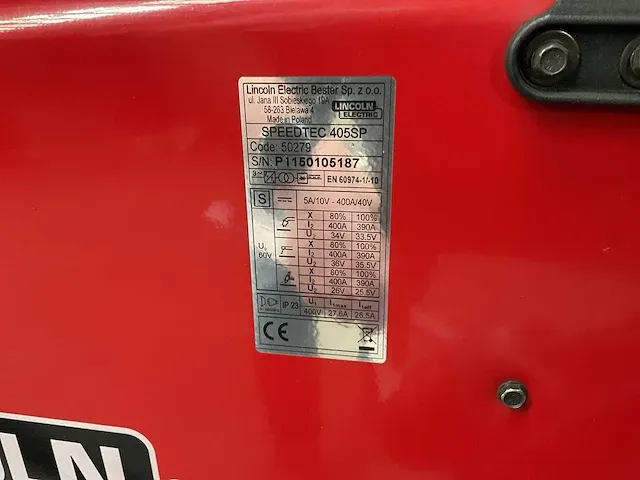 Lincoln Electric Bester Sp. z o.o.
ul. Jana III Sobieskiego 19A
58-263 Bielawa 4
Made in Poland
LINCOLN
ELECTRIC
SPEEDTEC 405SP
Code: 50279
S/N: P1150105187
3~ EN 60974-1/-10
S 5A/10V - 400A/40V
X 80% 100%
I2 400A 390A
U2 34V 33.5V
U0 60V
X 80% 100%
I2 400A 390A
U2 36V 35.5V
X 80% 100%
I2 400A 390A
U2 26V 25.5V
IP 23 U1 I1max I1eff
400V 27.6A 26.5A
CE
LN